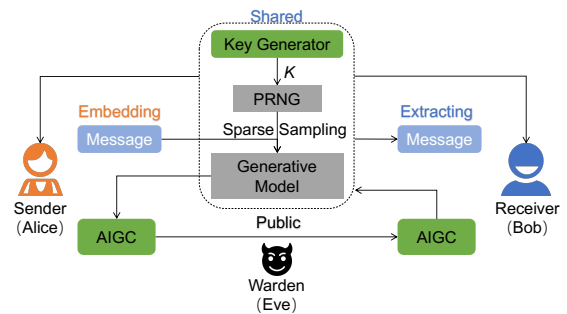 Shared
Key Generator
K
PRNG
Embedding
Extracting
Message
Sparse Sampling
Message
Generative
Model
Sender
(Alice)
Receiver
(Bob)
Public
AIGC
AIGC
Warden
(Eve)